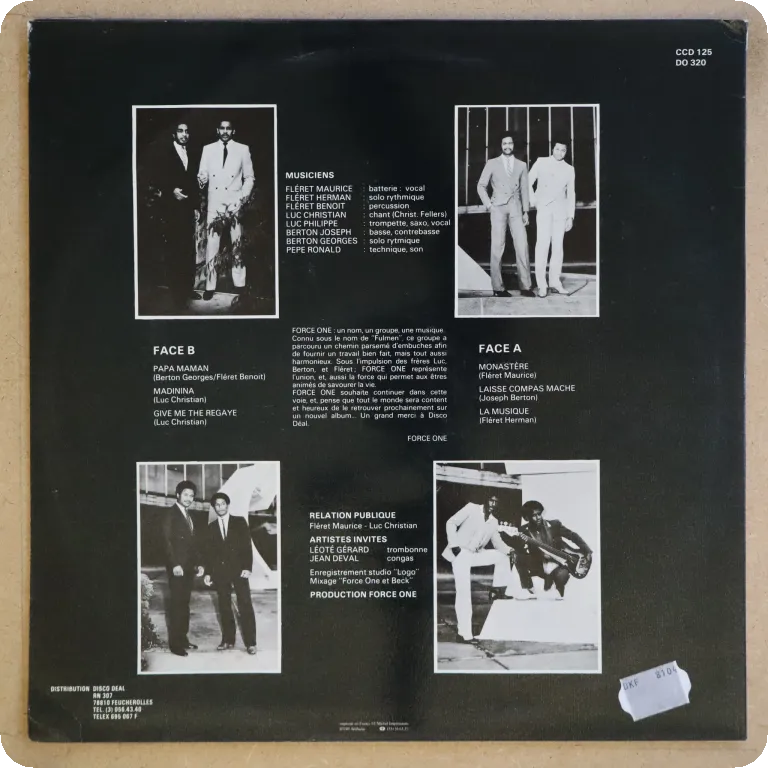 CCD 125
DO 320
MUSICIENS
FLÉRET MAURICE : batterie : vocal
FLÉRET HERMAN : solo rythmique
FLÉRET BENOIT : percussion
LUC CHRISTIAN : chant (Christ. Fellers)
LUC PHILIPPE : trompette, saxo, vocal
BERTON JOSEPH : basse, contrebasse
BERTON GEORGES : solo rytmique
PEPE RONALD : technique, son
FORCE ONE : un nom, un groupe, une musique.
Connu sous le nom de "Fulmen", ce groupe a
parcouru un chemin parsemé d'embuches afin
de fournir un travail bien fait, mais tout aussi
harmonieux. Sous l'impulsion des frères Luc,
Berton, et Fléret; FORCE ONE représente
l'union, et, aussi la force qui permet aux êtres
animés de savourer la vie.
FORCE ONE souhaite continuer dans cette
voie, et, pense que tout le monde sera content
et heureux de le retrouver prochainement sur
un nouvel album... Un grand merci à Disco
Déal.
FORCE ONE
FACE B
PAPA MAMAN
(Berton Georges/Fléret Benoit)
MADININA
(Luc Christian)
GIVE ME THE REGAYE
(Luc Christian)
FACE A
MONASTÉRE
(Fléret Maurice)
LAISSE COMPAS MACHE
(Joseph Berton)
LA MUSIQUE
(Fléret Herman)
RELATION PUBLIQUE
Fléret Maurice - Luc Christian
ARTISTES INVITES
LÉOTÉ GÉRARD trombonne
JEAN DEVAL congas
Enregistrement studio "Logo"
Mixage "Force One et Beck"
PRODUCTION FORCE ONE
DISTRIBUTION DISCO DEAL
RN 307
78810 FEUCHEROLLES
TEL. (3) 056.43.40
TELEX 695 067 F